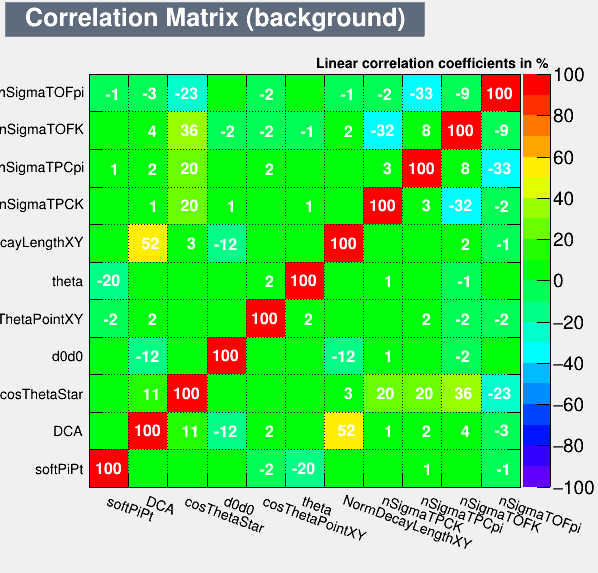 Correlation Matrix (background)
Linear correlation coefficients in %
nSigmaTOFpi -1 -3 -23 -2 -1 -2 -33 -9 100
nSigmaTOFK 4 36 -2 -2 -1 2 -32 8 100 -9
nSigmaTPCpi 1 2 20 2 3 100 8 -33
nSigmaTPCK 1 20 1 1 100 3 -32 -2
cayLengthXY 52 3 -12 100 2 -1
theta -20 2 100 1 -1
ThetaPointXY -2 2 100 2 2 -2 -2
d0d0 -12 100 -12 1 -2
cosThetaStar 11 100 3 20 20 36 -23
DCA 100 11 -12 2 52 1 2 4 -3
softPiPt 100 -2 -20 1 -1
softPiPt DCA cosThetaStar d0d0 cosThetaPointXY theta NormDecayLengthXY nSigmaTPCK nSigmaTPCpi nSigmaTOFK nSigmaTOFpi
100
80
60
40
20
0
−20
−40
−60
−80
−100